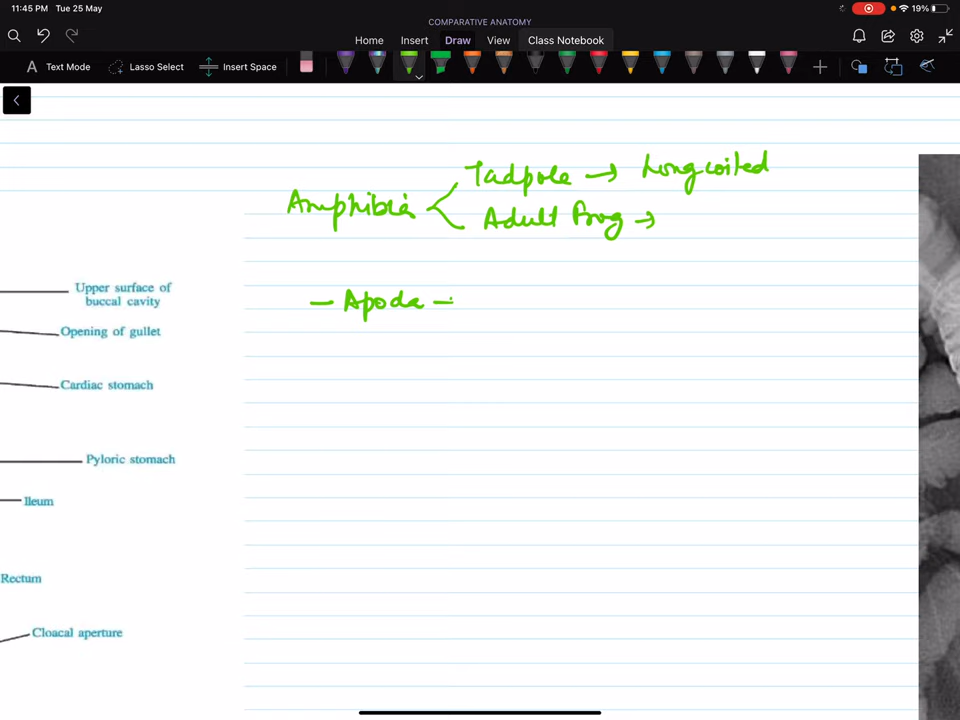 11:45 PM Tue 25 May
19%
COMPARATIVE ANATOMY
Home Insert Draw View Class Notebook
Text Mode Lasso Select Insert Space
Amphibia
Tadpole → Long coiled
Adult Frog →
- Apoda -
Upper surface of
buccal cavity
Opening of gullet
Cardiac stomach
Pyloric stomach
Ileum
Rectum
Cloacal aperture